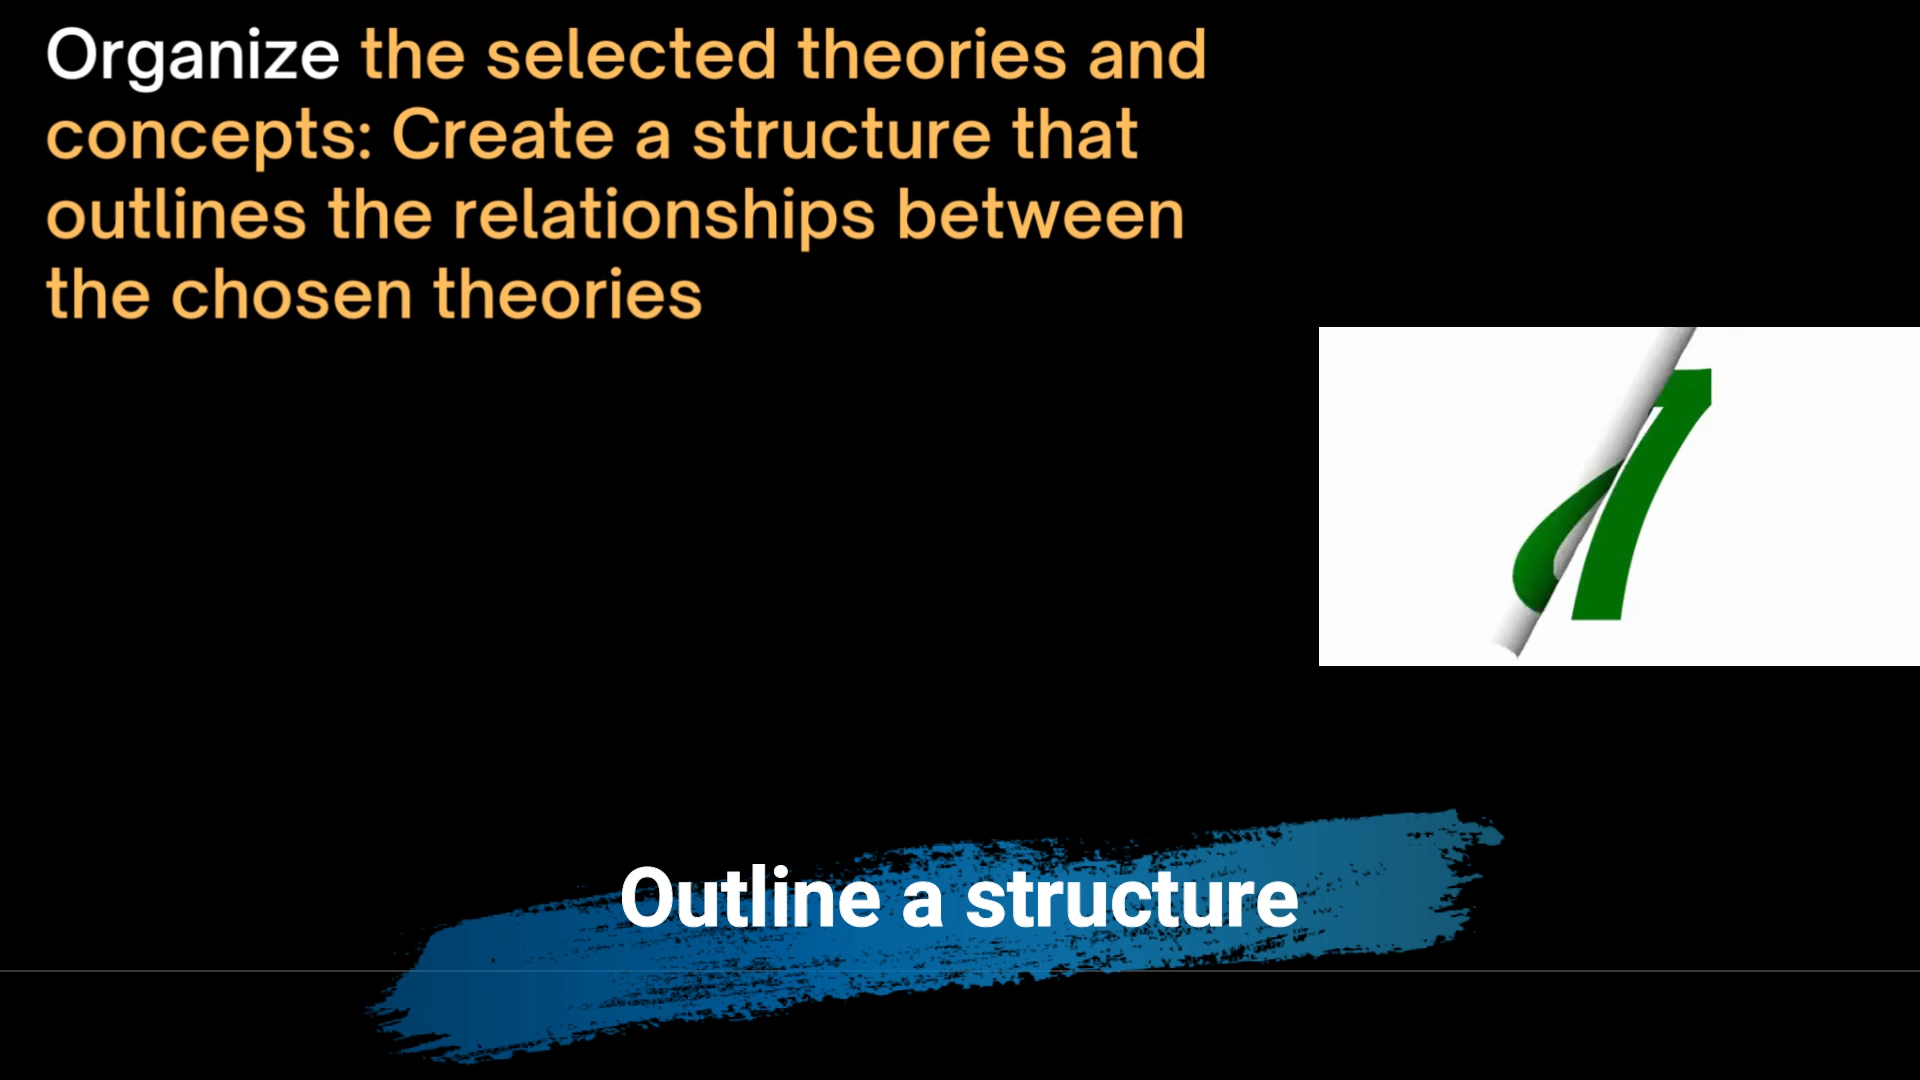 Organize the selected theories and
concepts: Create a structure that
outlines the relationships between
the chosen theories
Outline a structure